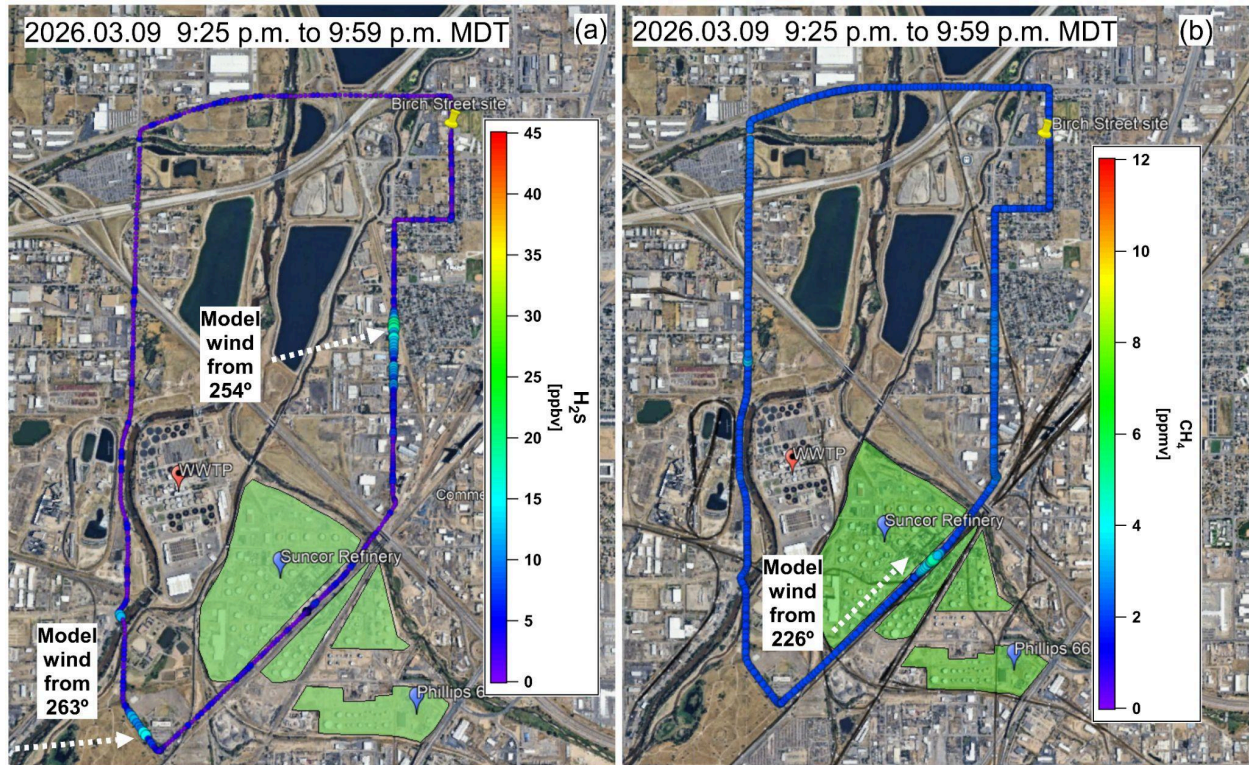 2026.03.09 9:25 p.m. to 9:59 p.m. MDT
(a)
Birch Street site
45
40
35
30
25
20
15
10
5
0
H₂S
[ppbv]
Model
wind
from
254º
WWTP
Comme
Suncor Refinery
Model
wind
from
263º
Phillips 6
2026.03.09 9:25 p.m. to 9:59 p.m. MDT
(b)
Birch Street site
12
10
8
6
4
2
0
CH₄
[ppmv]
WWTP
Suncor Refinery
Model
wind
from
226º
Phillips 66